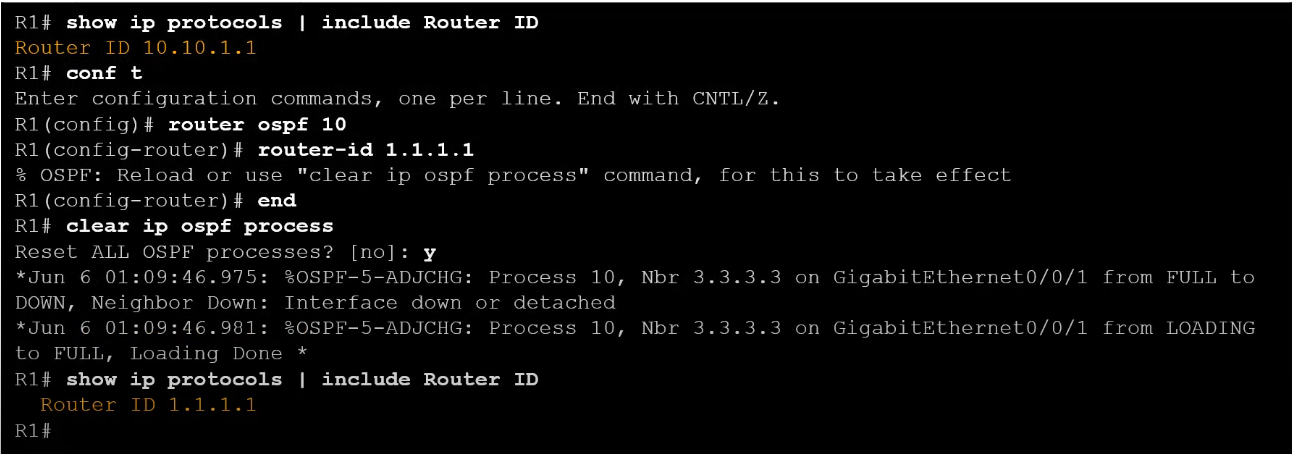 R1# show ip protocols | include Router ID
Router ID 10.10.1.1
R1# conf t
Enter configuration commands, one per line. End with CNTL/Z.
R1(config)# router ospf 10
R1(config-router)# router-id 1.1.1.1
% OSPF: Reload or use "clear ip ospf process" command, for this to take effect
R1(config-router)# end
R1# clear ip ospf process
Reset ALL OSPF processes? [no]: y
*Jun 6 01:09:46.975: %OSPF-5-ADJCHG: Process 10, Nbr 3.3.3.3 on GigabitEthernet0/0/1 from FULL to
DOWN, Neighbor Down: Interface down or detached
*Jun 6 01:09:46.981: %OSPF-5-ADJCHG: Process 10, Nbr 3.3.3.3 on GigabitEthernet0/0/1 from LOADING
to FULL, Loading Done *
R1# show ip protocols | include Router ID
  Router ID 1.1.1.1
R1#